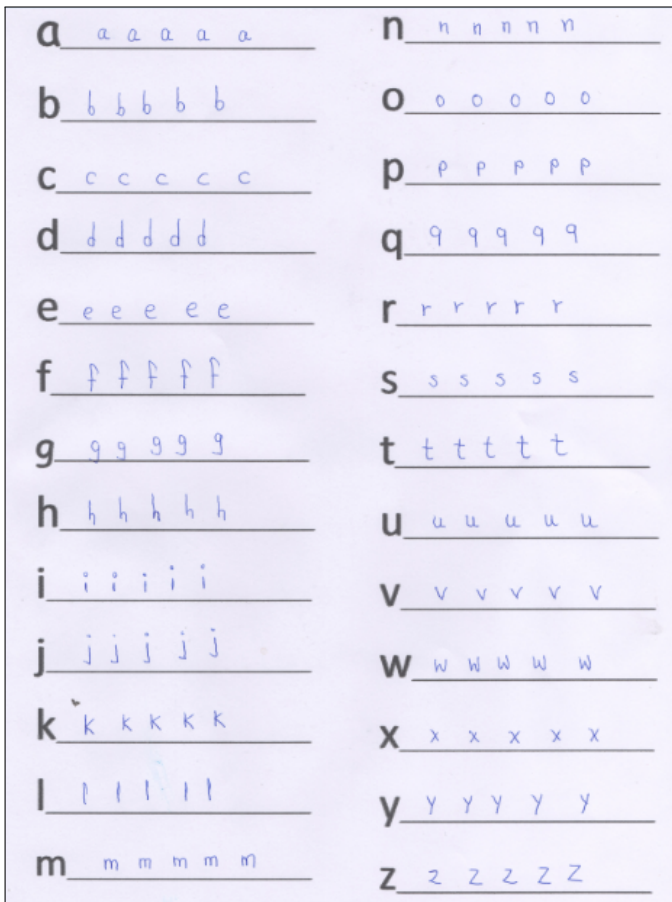 a a a a a a
b b b b b b
c c c c c c
d d d d d d
e e e e e e
f f f f f f
g g g g g g
h h h h h h
i i i i i i
j j j j j j
k k k k k k
l l l l l l
m m m m m m
n n n n n n
o o o o o o
p p p p p p
q q q q q q
r r r r r r
s s s s s s
t t t t t t
u u u u u u
v v v v v v
w w w w w w
x x x x x x
y y y y y y
z z z z z z